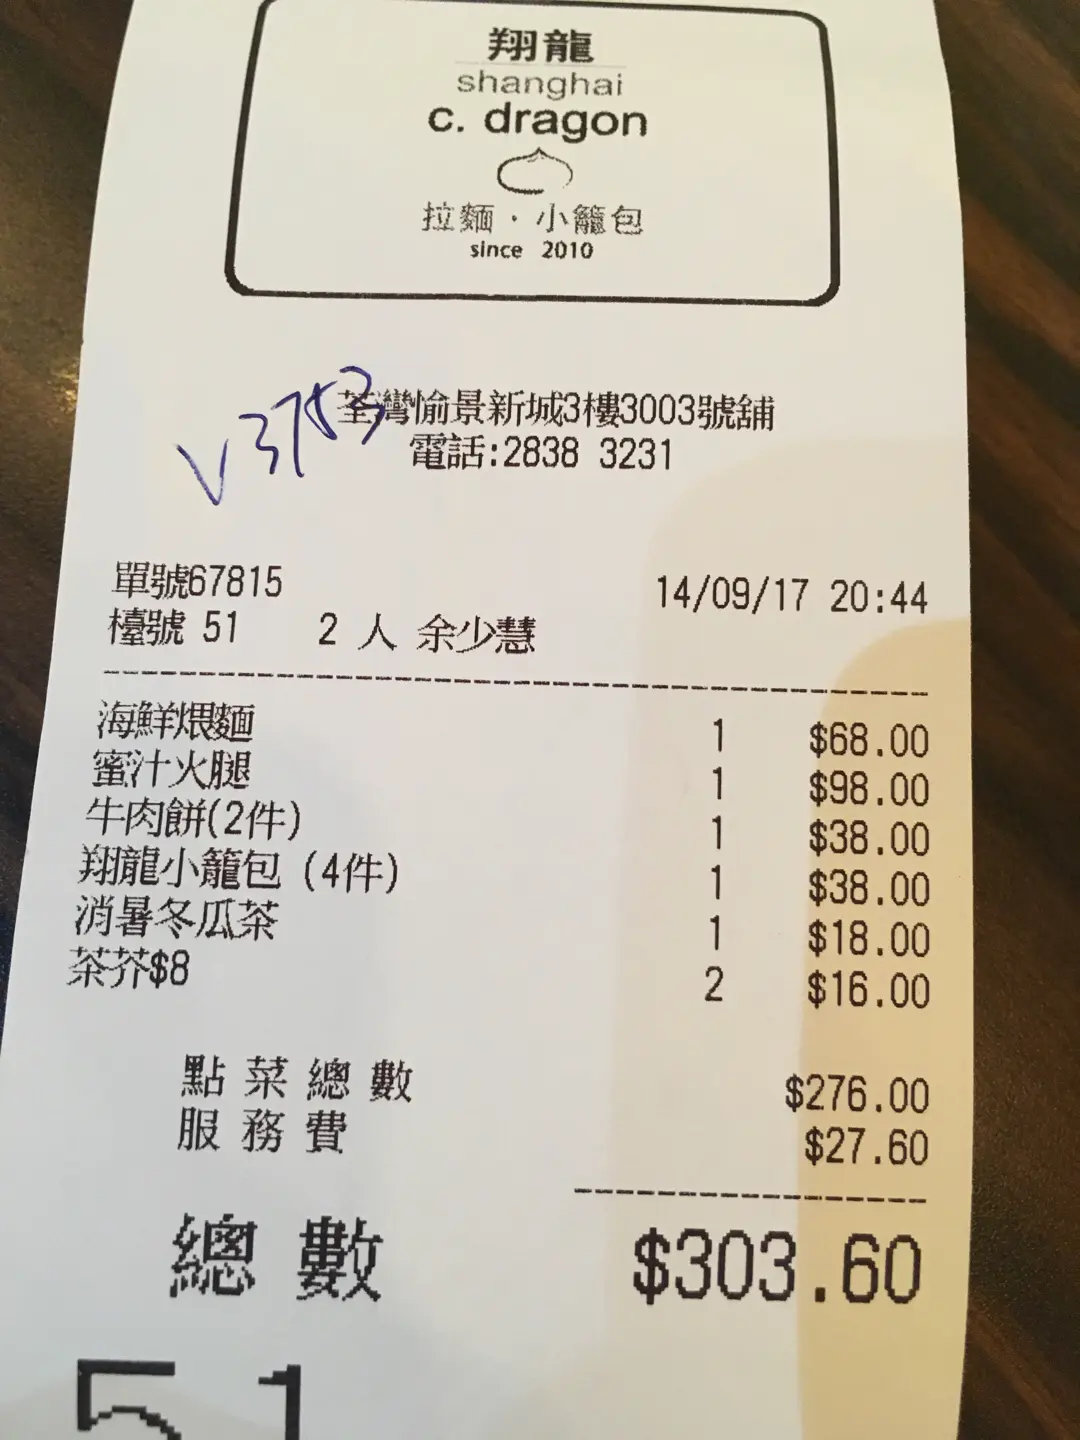 翔龍
shanghai
c. dragon
拉麵・小籠包
since 2010
荃灣愉景新城3樓3003號舖
電話:2838 3231
單號67815 14/09/17 20:44
檯號 51 2 人 余少慧
海鮮煨麵 1 $68.00
蜜汁火腿 1 $98.00
牛肉餅(2件) 1 $38.00
翔龍小籠包 (4件) 1 $38.00
消暑冬瓜茶 1 $18.00
茶芥$8 2 $16.00
點菜總數 $276.00
服務費 $27.60
總數 $303.60
51